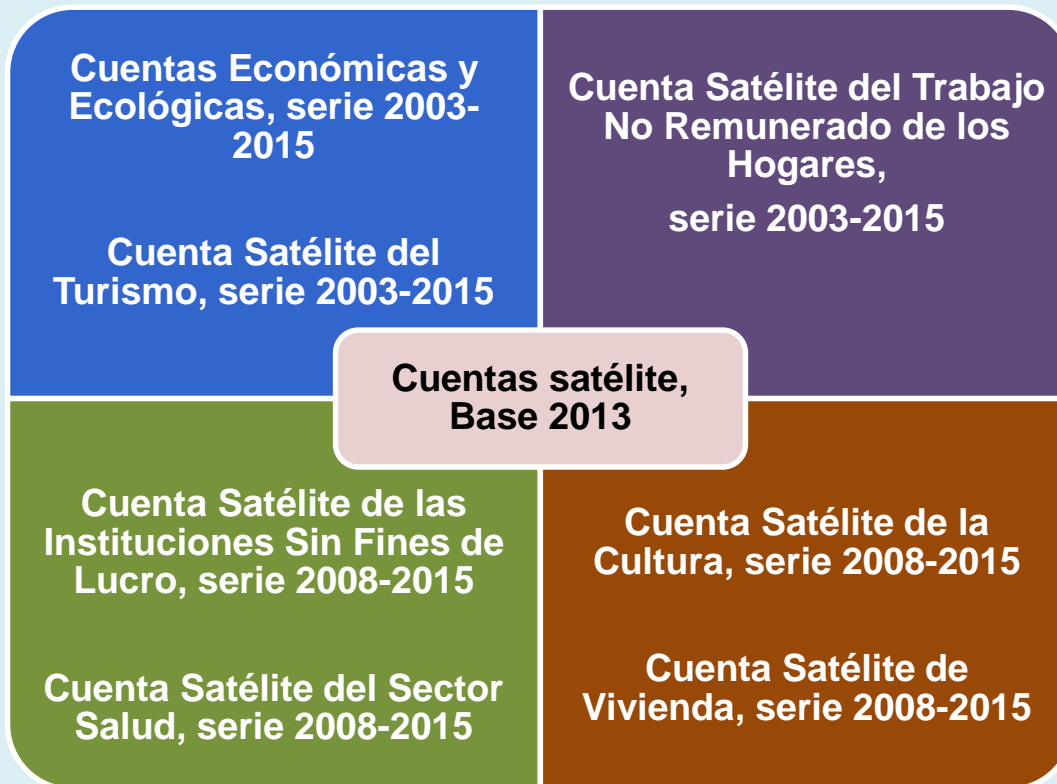 Cuentas Económicas y
Ecológicas, serie 2003-
2015
Cuenta Satélite del
Turismo, serie 2003-2015
Cuenta Satélite del Trabajo
No Remunerado de los
Hogares,
serie 2003-2015
Cuentas satélite,
Base 2013
Cuenta Satélite de las
Instituciones Sin Fines de
Lucro, serie 2008-2015
Cuenta Satélite del Sector
Salud, serie 2008-2015
Cuenta Satélite de la
Cultura, serie 2008-2015
Cuenta Satélite de
Vivienda, serie 2008-2015